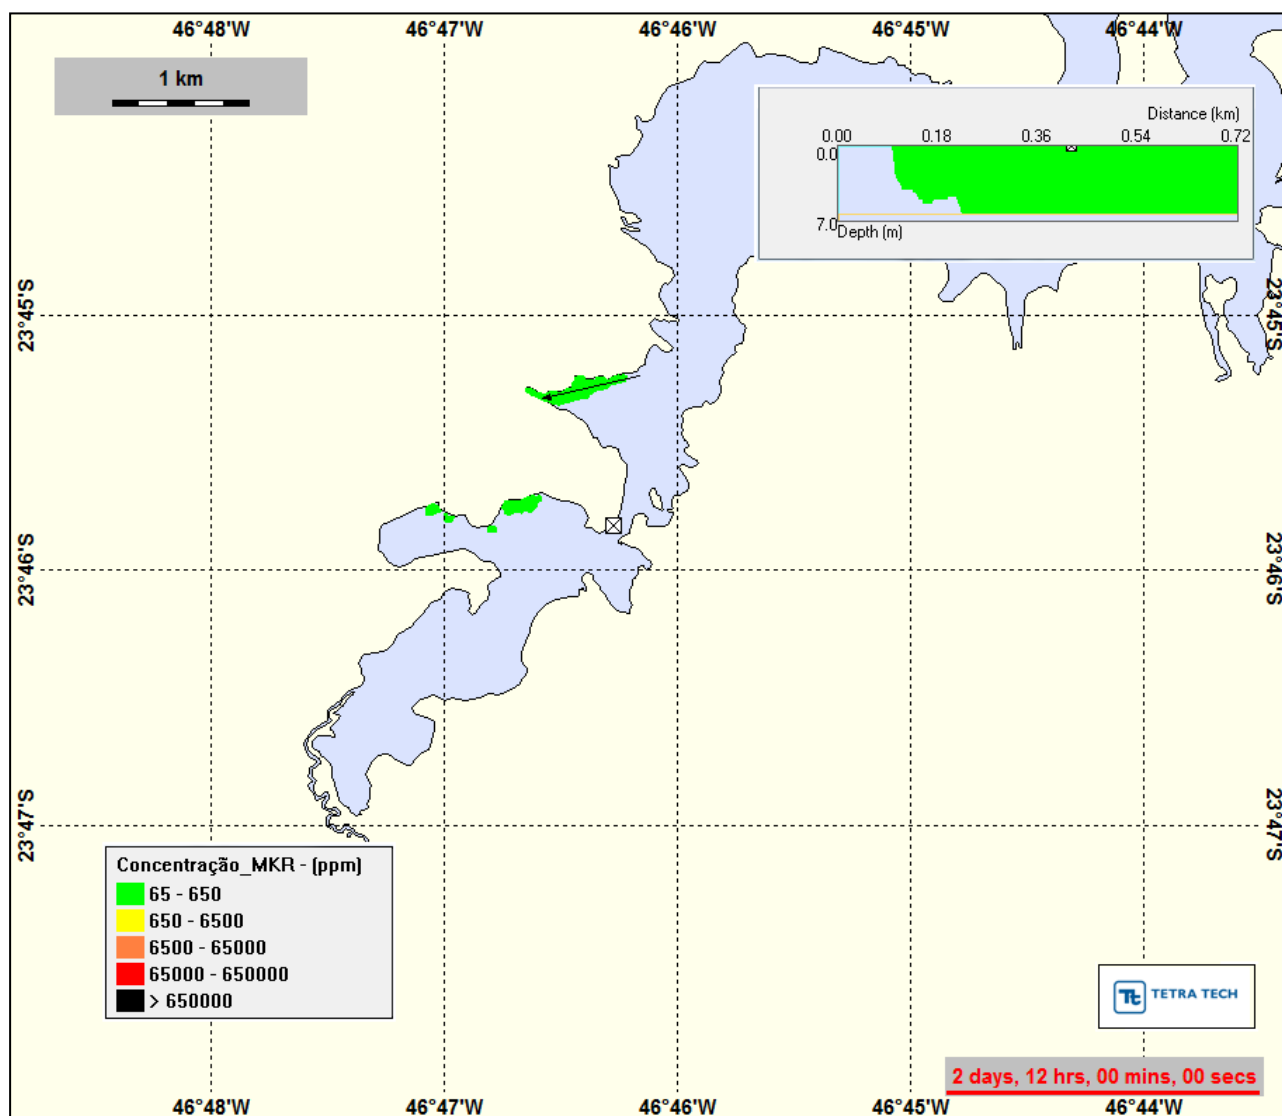 46°48'W 46°47'W 46°46'W 46°45'W 46°44'W
1 km
Distance (km)
0.00 0.18 0.36 0.54 0.72
0.0
7.0
Depth (m)
23°45'S 23°45'S
23°46'S 23°46'S
23°47'S 23°47'S
Concentração_MKR - (ppm)
65 - 650
650 - 6500
6500 - 65000
65000 - 650000
> 650000
Tt TETRA TECH
2 days, 12 hrs, 00 mins, 00 secs
46°48'W 46°47'W 46°46'W 46°45'W 46°44'W